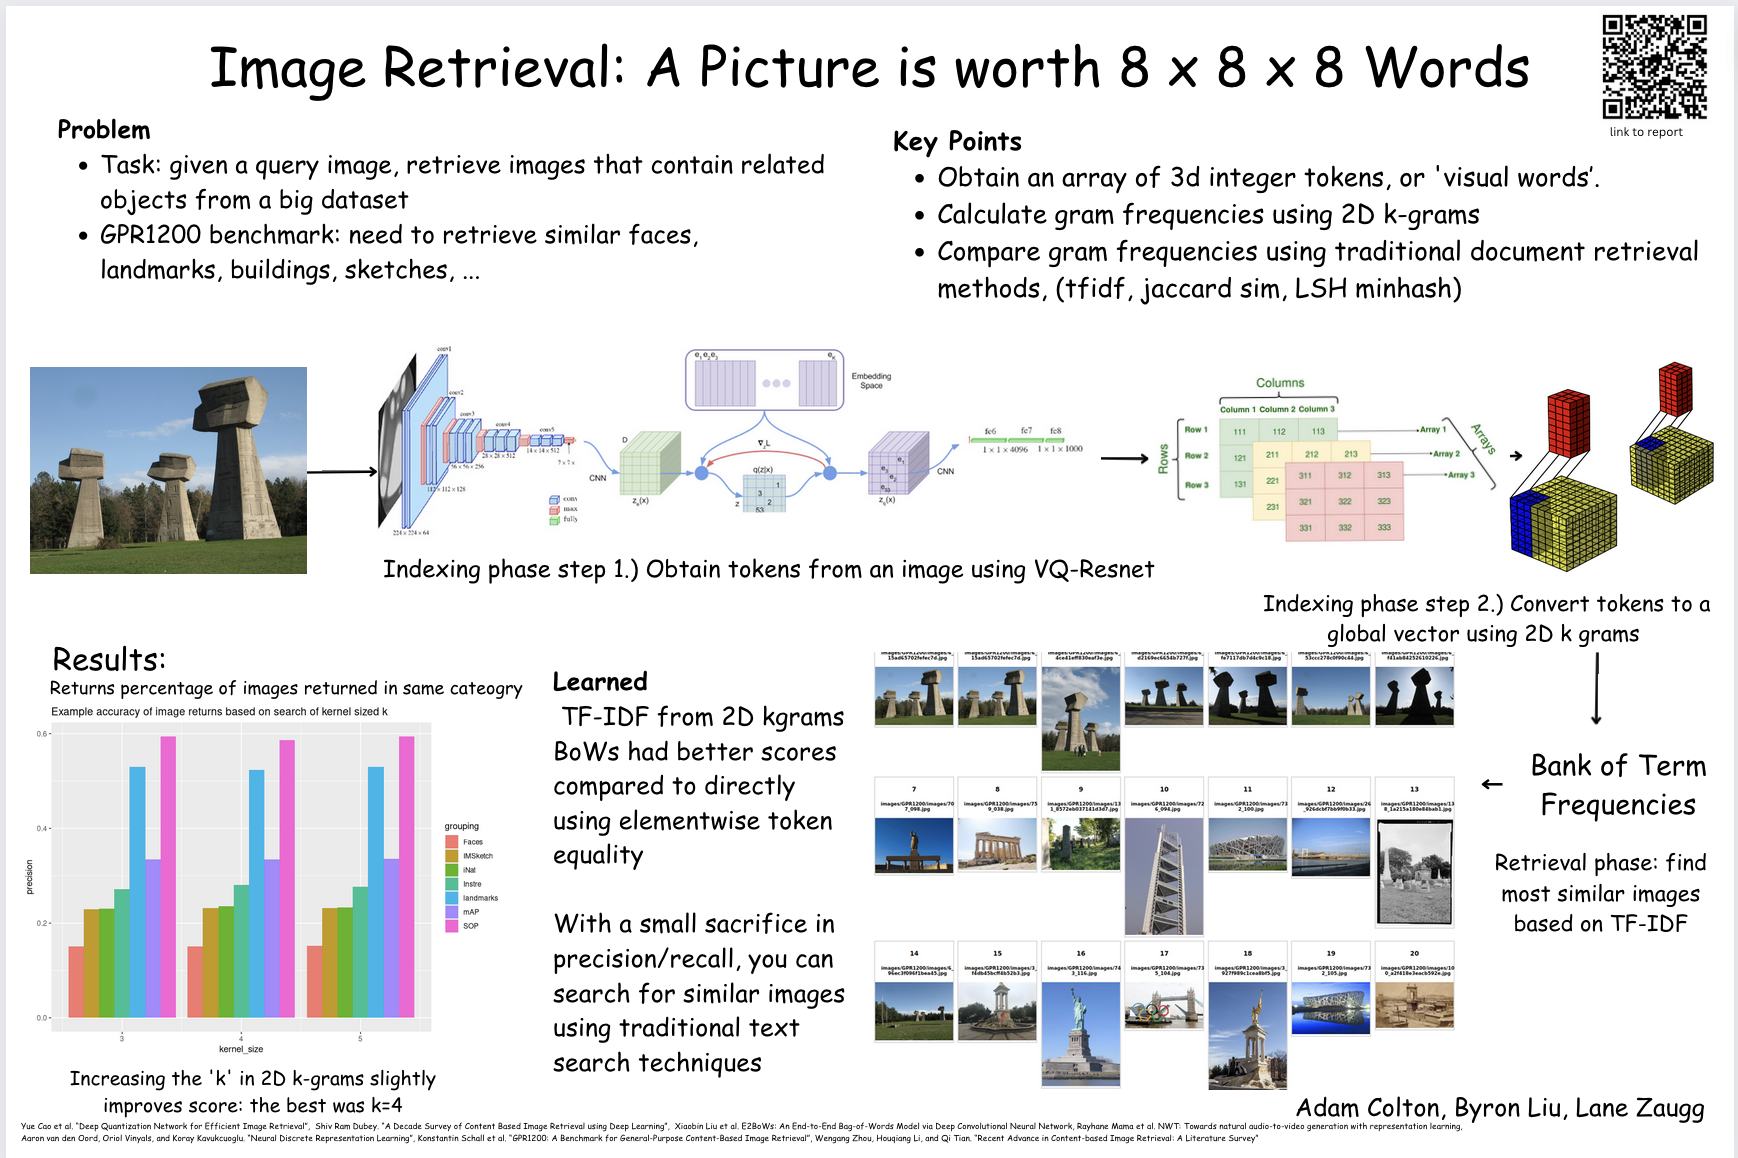 Image Retrieval: A Picture is worth 8 x 8 x 8 Words
link to report
Problem
• Task: given a query image, retrieve images that contain related
objects from a big dataset
• GPR1200 benchmark: need to retrieve similar faces,
landmarks, buildings, sketches, ...
Key Points
• Obtain an array of 3d integer tokens, or 'visual words'.
• Calculate gram frequencies using 2D k-grams
• Compare gram frequencies using traditional document retrieval
methods, (tfidf, jaccard sim, LSH minhash)
conv1
conv2
conv3
conv4
conv5
224 x 224 x 64
112 x 112 x 128
56 x 56 x 256
28 x 28 x 512
14 x 14 x 512
7 x 7 x
conv
max
fully
CNN
D
z_e(x)
e1 e2 e3
eK
Embedding
Space
∇zL
q(z|x)
1
3
2
53
z
z_q(x)
CNN
fc6 fc7 fc8
1 x 1 x 4096 1 x 1 x 1000
Columns
Column 1 Column 2 Column 3
Rows
Row 1
Row 2
Row 3
111 112 113
121 211 212 213
131 221 311 312 313
231 321 322 323
331 332 333
Array 1
Array 2
Array 3
Arrays
Indexing phase step 1.) Obtain tokens from an image using VQ-Resnet
Indexing phase step 2.) Convert tokens to a
global vector using 2D k grams
Results:
Returns percentage of images returned in same cateogry
Example accuracy of image returns based on search of kernel sized k
precision
0.6
0.4
0.2
0.0
3 4 5
kernel_size
grouping
Faces
IMSketch
iNat
Instre
landmarks
mAP
SOP
Increasing the 'k' in 2D k-grams slightly
improves score: the best was k=4
Learned
TF-IDF from 2D kgrams
BoWs had better scores
compared to directly
using elementwise token
equality
With a small sacrifice in
precision/recall, you can
search for similar images
using traditional text
search techniques
7 8 9 10 11 12 13
14 15 16 17 18 19 20
Bank of Term
Frequencies
Retrieval phase: find
most similar images
based on TF-IDF
Adam Colton, Byron Liu, Lane Zaugg
Yue Cao et al. "Deep Quantization Network for Efficient Image Retrieval", Shiv Ram Dubey. "A Decade Survey of Content Based Image Retrieval using Deep Learning", Xiaobin Liu et al. E2BoWs: An End-to-End Bag-of-Words Model via Deep Convolutional Neural Network, Rayhane Mama et al. NWT: Towards natural audio-to-video generation with representation learning,
Aaron van den Oord, Oriol Vinyals, and Koray Kavukcuoglu. "Neural Discrete Representation Learning", Konstantin Schall et al. "GPR1200: A Benchmark for General-Purpose Content-Based Image Retrieval", Wengang Zhou, Houqiang Li, and Qi Tian. "Recent Advance in Content-based Image Retrieval: A Literature Survey"